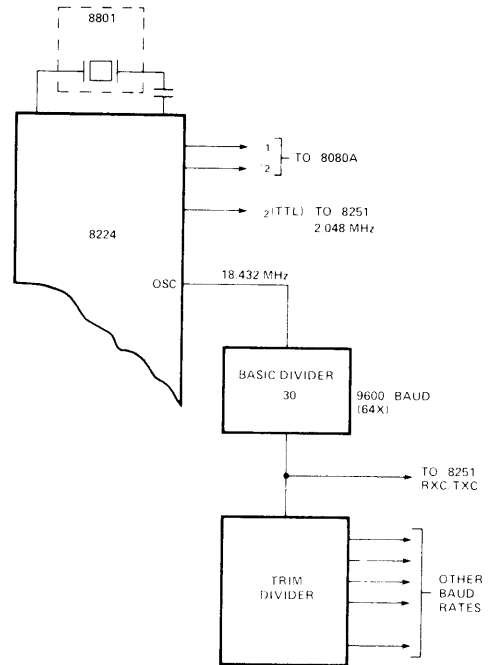 8801
1
2
TO 8080A
2(TTL) TO 8251
2.048 MHz
8224
OSC
18.432 MHz
BASIC DIVIDER
30
9600 BAUD
(64X)
TO 8251
RXC TXC
TRIM
DIVIDER
OTHER
BAUD
RATES